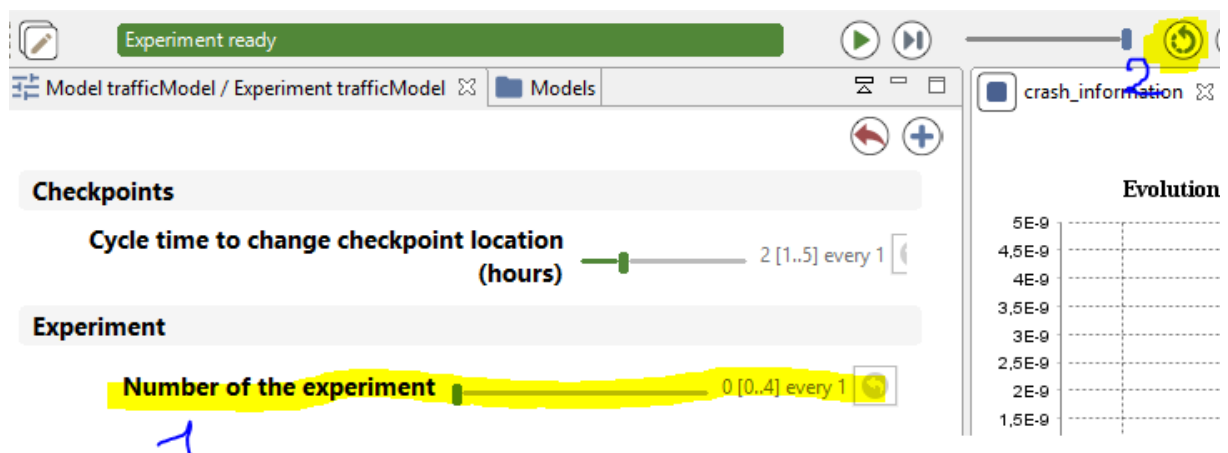 Experiment ready
Model trafficModel / Experiment trafficModel
Models
crash_information
2
Checkpoints
Cycle time to change checkpoint location
(hours)
2 [1..5] every 1
Experiment
Number of the experiment
0 [0..4] every 1
1
Evolution
5E-9
4,5E-9
4E-9
3,5E-9
3E-9
2,5E-9
2E-9
1,5E-9